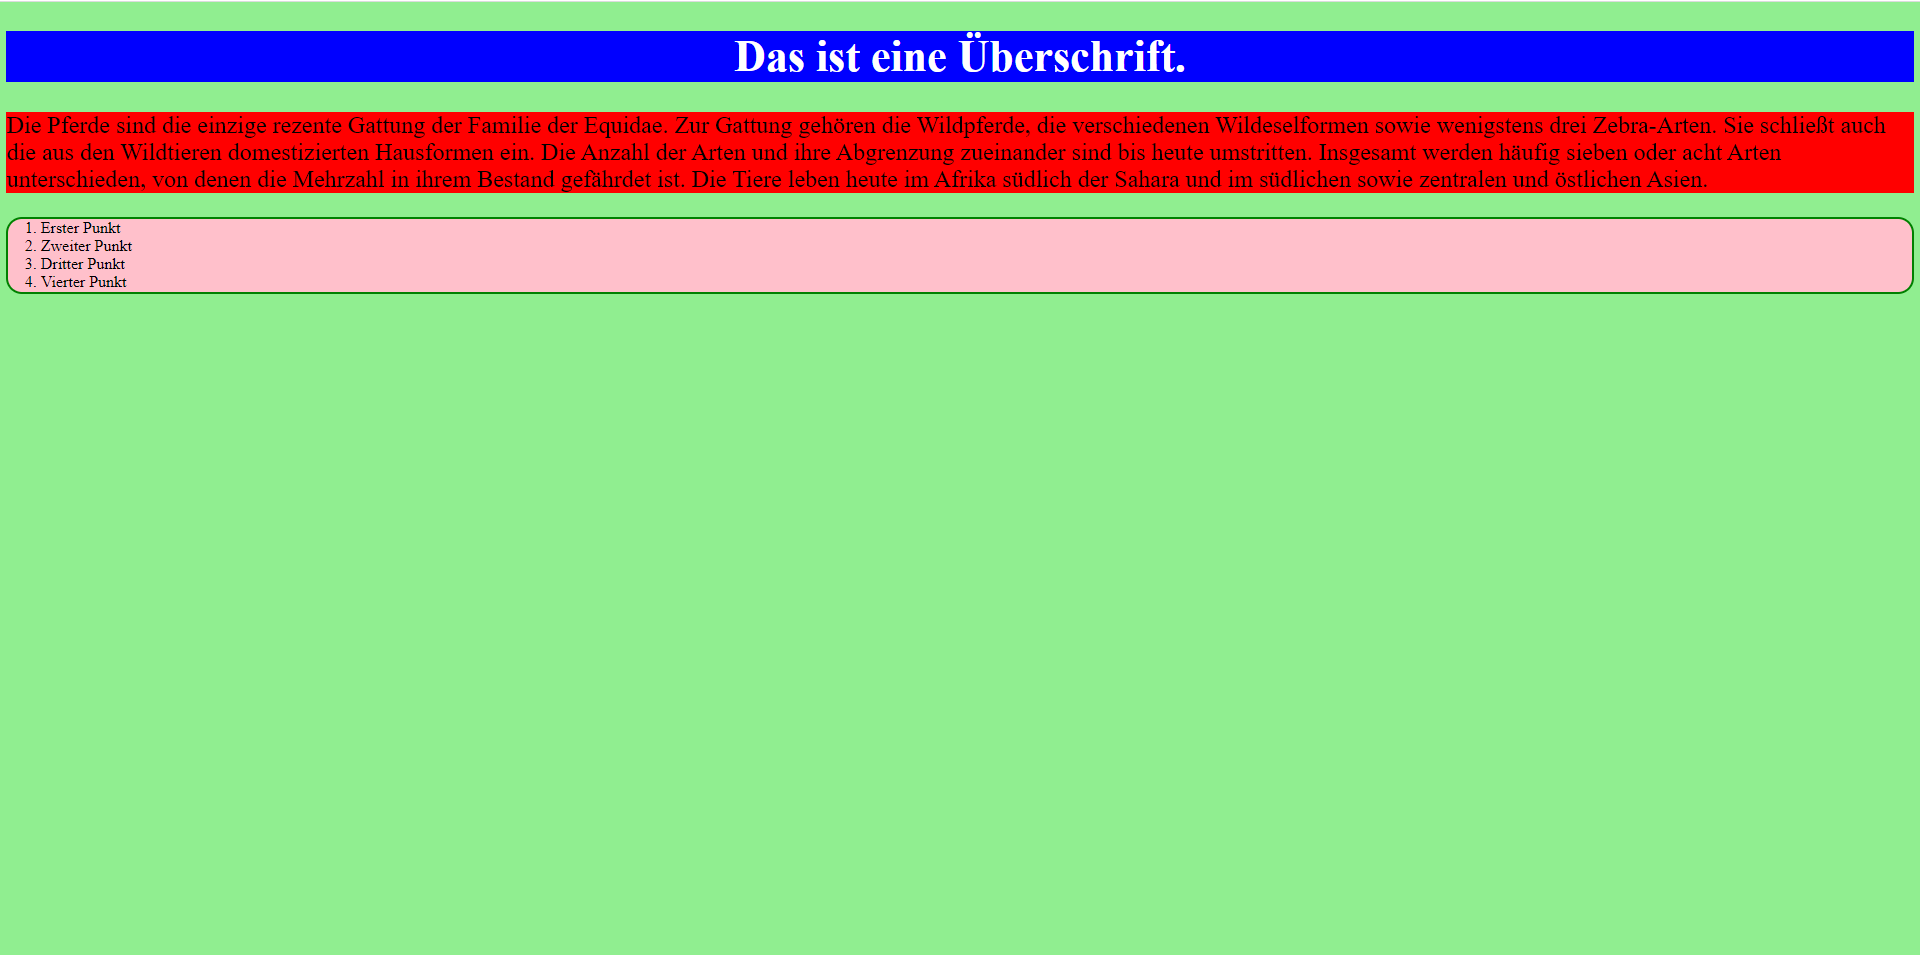 Das ist eine Überschrift.
Die Pferde sind die einzige rezente Gattung der Familie der Equidae. Zur Gattung gehören die Wildpferde, die verschiedenen Wildeselformen sowie wenigstens drei Zebra-Arten. Sie schließt auch
die aus den Wildtieren domestizierten Hausformen ein. Die Anzahl der Arten und ihre Abgrenzung zueinander sind bis heute umstritten. Insgesamt werden häufig sieben oder acht Arten
unterschieden, von denen die Mehrzahl in ihrem Bestand gefährdet ist. Die Tiere leben heute im Afrika südlich der Sahara und im südlichen sowie zentralen und östlichen Asien.
1. Erster Punkt
2. Zweiter Punkt
3. Dritter Punkt
4. Vierter Punkt